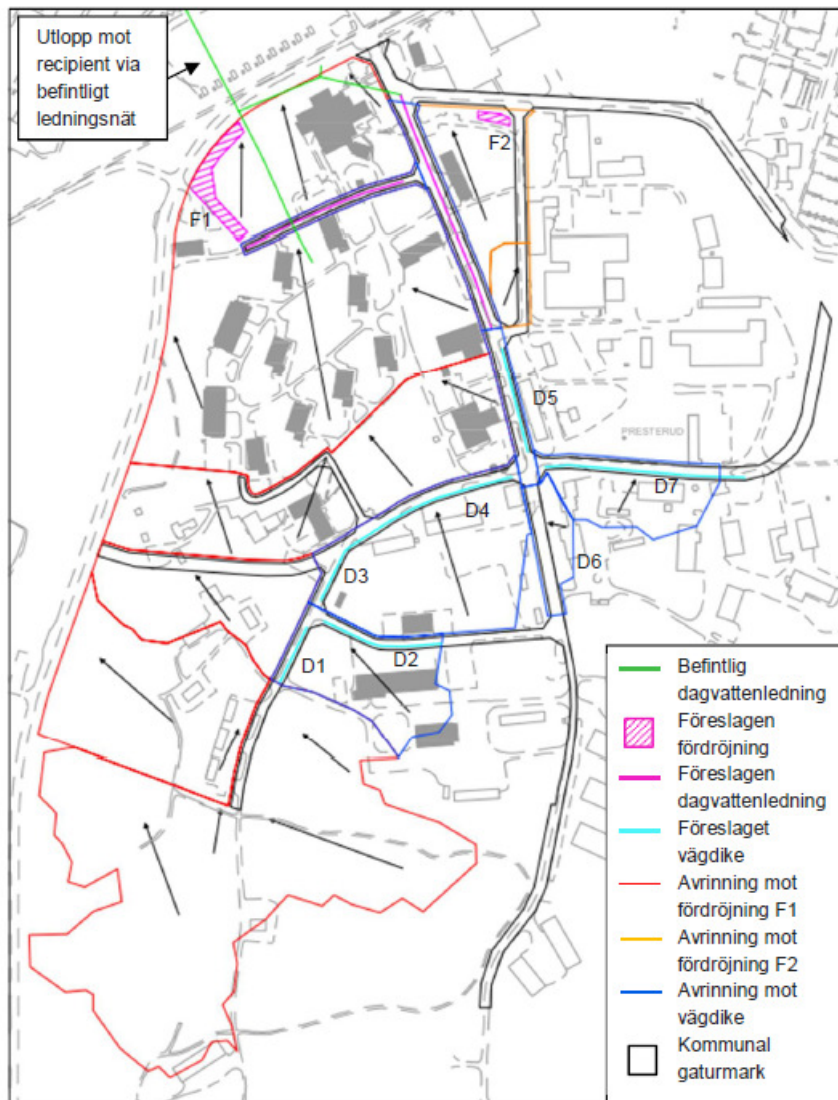 Utlopp mot
recipient via
befintligt
ledningsnät
F2
F1
D5
PRESTERUD
D7
D4
D6
D3
D1
D2
Befintlig
dagvattenledning
Föreslagen
fördröjning
Föreslagen
dagvattenledning
Föreslaget
vägdike
Avrinning mot
fördröjning F1
Avrinning mot
fördröjning F2
Avrinning mot
vägdike
Kommunal
gaturmark